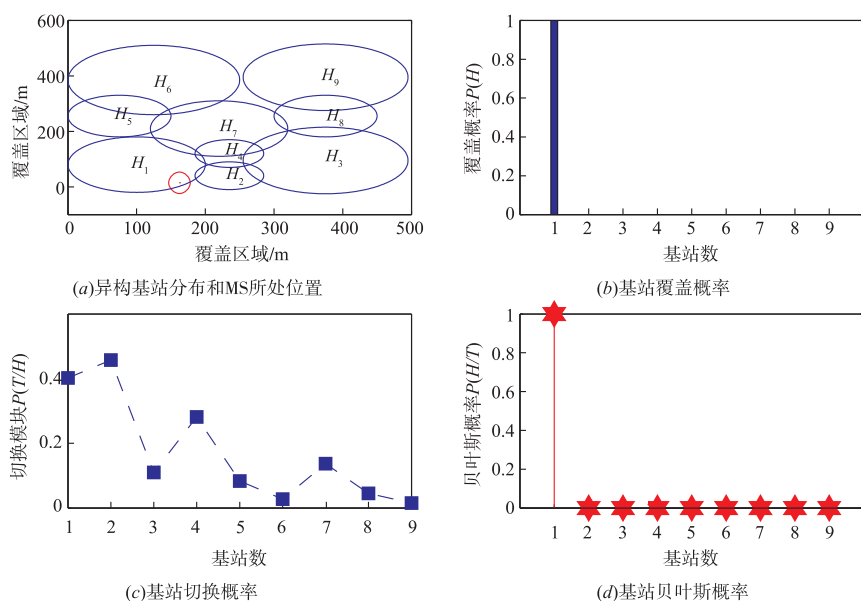 600
400
200
0
覆盖区域/m
H6
H9
H5
H7
H8
H4
H1
H3
H2
0 100 200 300 400 500
覆盖区域/m
(a)异构基站分布和MS所处位置
1
0.8
0.6
0.4
0.2
0
覆盖概率P(H)
1 2 3 4 5 6 7 8 9
基站数
(b)基站覆盖概率
0.4
0.2
0
切换模块P(T/H)
1 2 3 4 5 6 7 8 9
基站数
(c)基站切换概率
1
0.8
0.6
0.4
0.2
0
贝叶斯概率P(H/T)
1 2 3 4 5 6 7 8 9
基站数
(d)基站贝叶斯概率